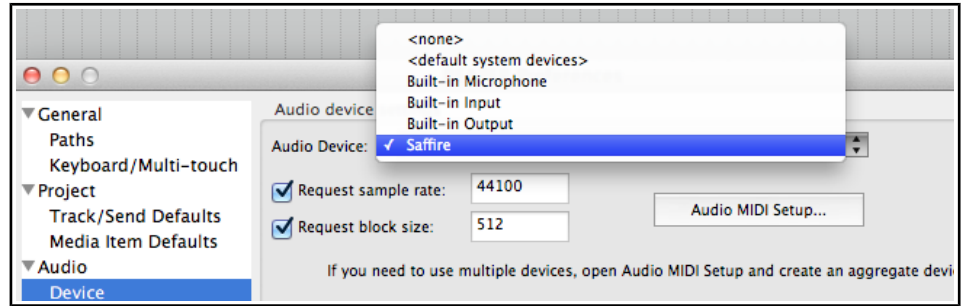 <none>
<default system devices>
Built-in Microphone
Built-in Input
Built-in Output
✓ Saffire
▼General
Paths
Keyboard/Multi-touch
▼Project
Track/Send Defaults
Media Item Defaults
▼Audio
Device
Audio device
Audio Device:
Request sample rate: 44100
Request block size: 512
Audio MIDI Setup...
If you need to use multiple devices, open Audio MIDI Setup and create an aggregate devi